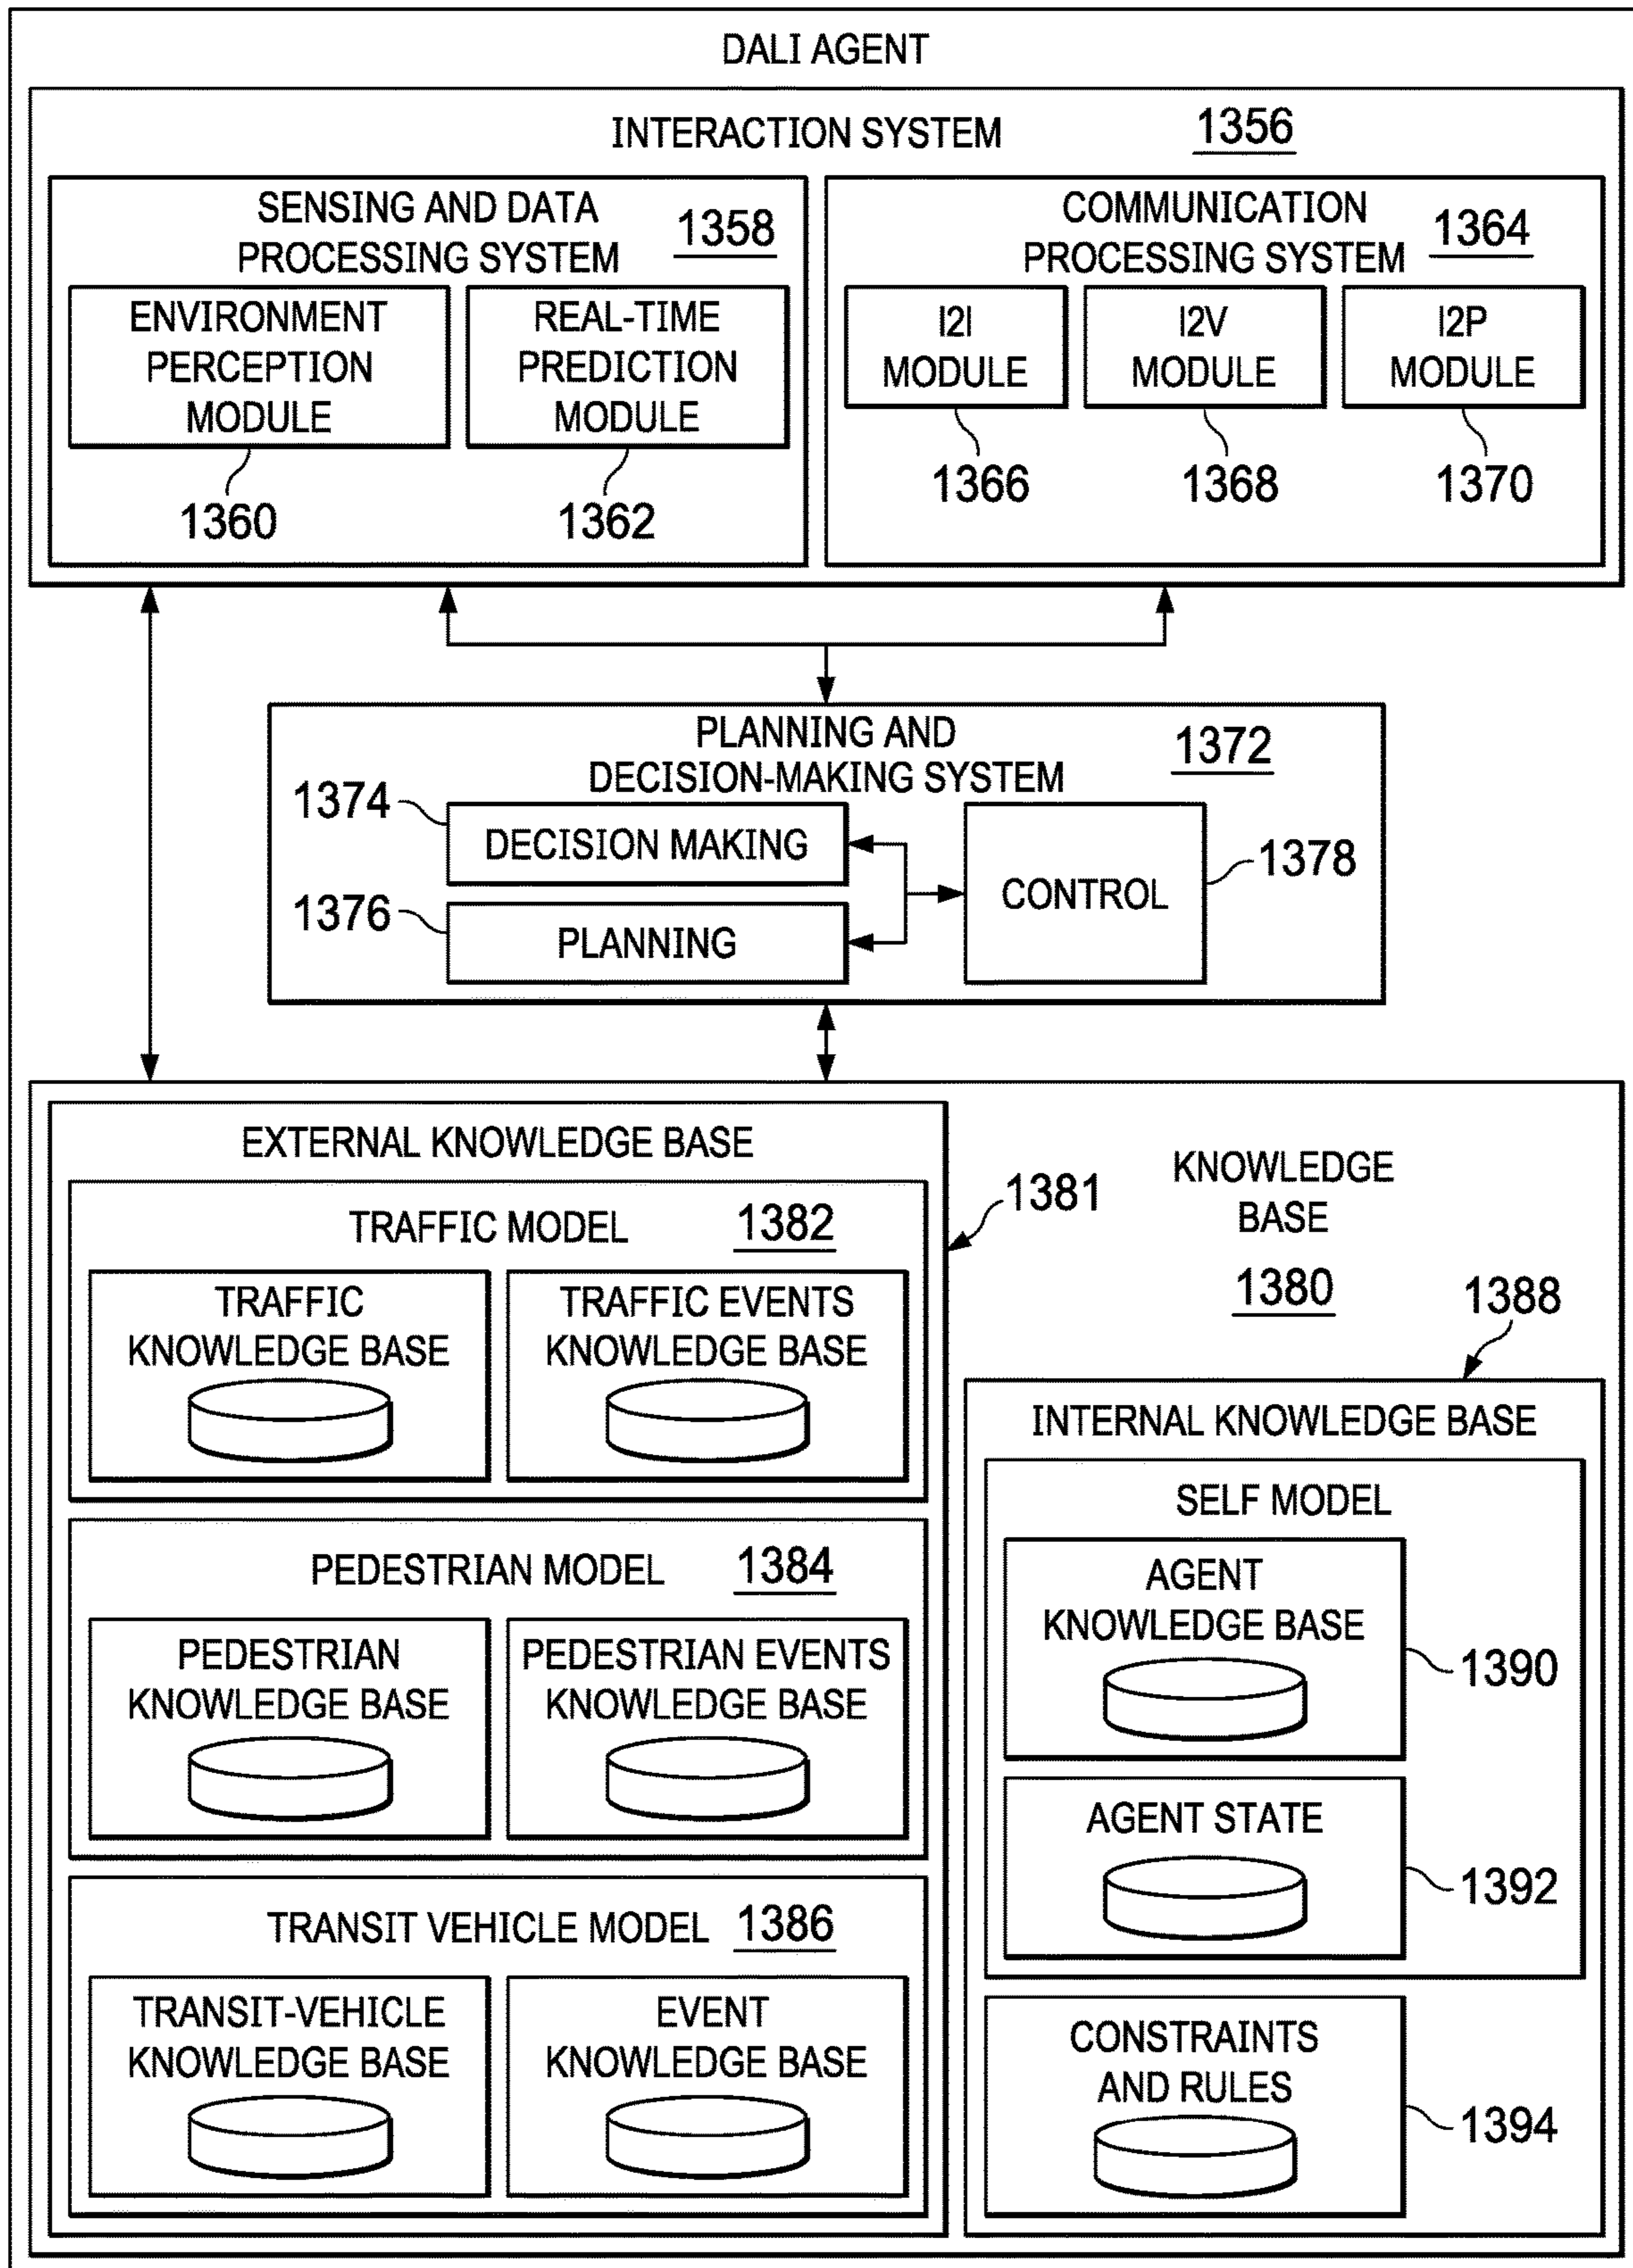 DALI AGENT
INTERACTION SYSTEM 1356
SENSING AND DATA
PROCESSING SYSTEM
1358
ENVIRONMENT
PERCEPTION
MODULE
1360
REAL-TIME
PREDICTION
MODULE
1362
COMMUNICATION
PROCESSING SYSTEM
1364
I2I
MODULE
1366
I2V
MODULE
1368
I2P
MODULE
1370
PLANNING AND
DECISION-MAKING SYSTEM
1372
1374
DECISION MAKING
1376
PLANNING
CONTROL
1378
EXTERNAL KNOWLEDGE BASE
1381
TRAFFIC MODEL 1382
TRAFFIC
KNOWLEDGE BASE
TRAFFIC EVENTS
KNOWLEDGE BASE
PEDESTRIAN MODEL 1384
PEDESTRIAN
KNOWLEDGE BASE
PEDESTRIAN EVENTS
KNOWLEDGE BASE
TRANSIT VEHICLE MODEL 1386
TRANSIT-VEHICLE
KNOWLEDGE BASE
EVENT
KNOWLEDGE BASE
KNOWLEDGE
BASE
1380
1388
INTERNAL KNOWLEDGE BASE
SELF MODEL
AGENT
KNOWLEDGE BASE
1390
AGENT STATE
1392
CONSTRAINTS
AND RULES
1394